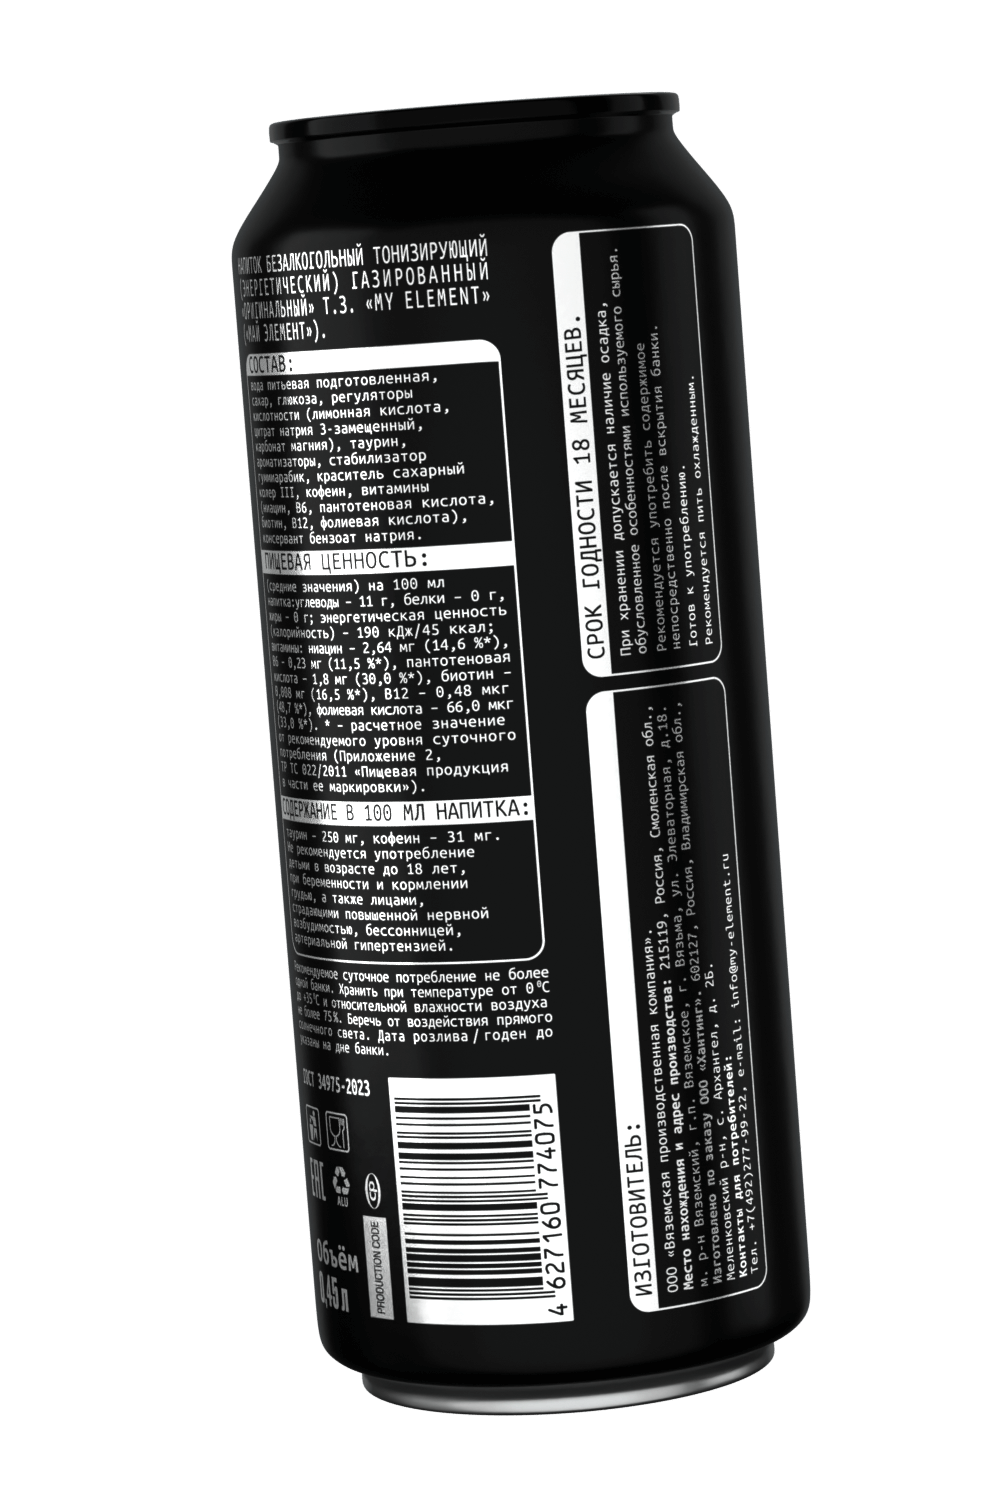 НАПИТОК БЕЗАЛКОГОЛЬНЫЙ ТОНИЗИРУЮЩИЙ
(ЭНЕРГЕТИЧЕСКИЙ) ГАЗИРОВАННЫЙ
«ОРИГИНАЛЬНЫЙ» Т.З. «MY ELEMENT»
(«МАЙ ЭЛЕМЕНТ»).
СОСТАВ:
вода питьевая подготовленная,
сахар, глюкоза, регуляторы
кислотности (лимонная кислота,
цитрат натрия 3-замещенный,
карбонат магния), таурин,
ароматизаторы, стабилизатор
гуммиарабик, краситель сахарный
колер III, кофеин, витамины
(ниацин, В6, пантотеновая кислота,
биотин, В12, фолиевая кислота),
консервант бензоат натрия.
ПИЩЕВАЯ ЦЕННОСТЬ:
(средние значения) на 100 мл
напитка:углеводы – 11 г, белки – 0 г,
жиры – 0 г; энергетическая ценность
(калорийность) – 190 кДж/45 ккал;
витамины: ниацин – 2,64 мг (14,6 %*),
В6 – 0,23 мг (11,5 %*), пантотеновая
кислота – 1,8 мг (30,0 %*), биотин –
0,008 мг (16,5 %*), В12 – 0,48 мкг
(48,7 %*), фолиевая кислота – 66,0 мкг
(33,0 %*). * – расчетное значение
от рекомендуемого уровня суточного
потребления (Приложение 2,
ТР ТС 022/2011 «Пищевая продукция
в части ее маркировки»).
СОДЕРЖАНИЕ В 100 МЛ НАПИТКА:
таурин – 250 мг, кофеин – 31 мг.
Не рекомендуется употребление
детьми в возрасте до 18 лет,
при беременности и кормлении
грудью, а также лицами,
страдающими повышенной нервной
возбудимостью, бессонницей,
артериальной гипертензией.
Рекомендуемое суточное потребление не более
одной банки. Хранить при температуре от 0°С
до +35°С и относительной влажности воздуха
не более 75%. Беречь от воздействия прямого
солнечного света. Дата розлива / годен до
указаны на дне банки.
ГОСТ 34975-2023
EAC
ALU
Объём
0,45 л
PRODUCTION CODE
4 627160 774075
СРОК ГОДНОСТИ 18 МЕСЯЦЕВ.
При хранении допускается наличие осадка,
обусловленное особенностями используемого сырья.
Рекомендуется употребить содержимое
непосредственно после вскрытия банки.
Готов к употреблению.
Рекомендуется пить охлажденным.
ИЗГОТОВИТЕЛЬ:
ООО «Вяземская производственная компания».
Место нахождения и адрес производства: 215119, Россия, Смоленская обл.,
м. р-н Вяземский, г.п. Вяземское, г. Вязьма, ул. Элеваторная, д.18.
Изготовлено по заказу ООО «Хантинг». 602127, Россия, Владимирская обл.,
Меленковский р-н, с. Архангел, д. 2Б.
Контакты для потребителей:
Тел. +7(492)277-99-22, e-mail: info@my-element.ru